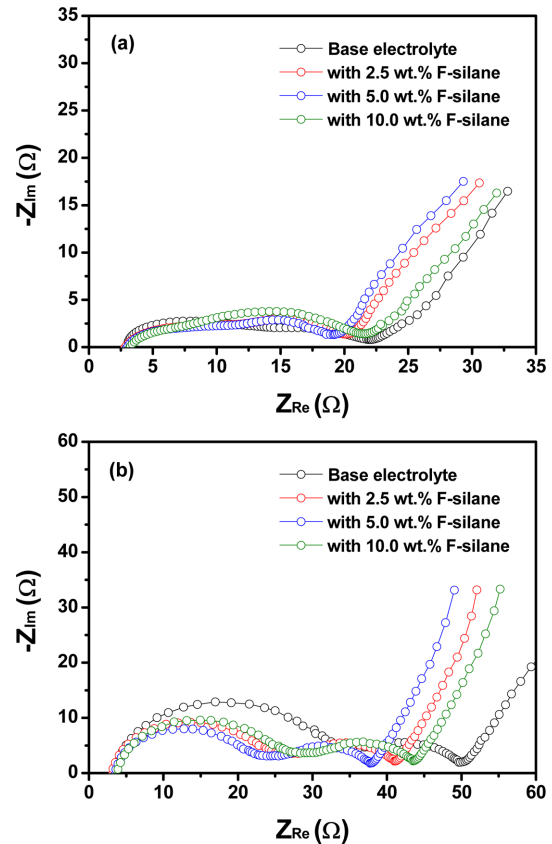 (a)
Base electrolyte
with 2.5 wt.% F-silane
with 5.0 wt.% F-silane
with 10.0 wt.% F-silane
35
30
25
20
15
10
5
0
-ZIm (Ω)
0 5 10 15 20 25 30 35
ZRe (Ω)
(b)
Base electrolyte
with 2.5 wt.% F-silane
with 5.0 wt.% F-silane
with 10.0 wt.% F-silane
60
50
40
30
20
10
0
-ZIm (Ω)
0 10 20 30 40 50 60
ZRe (Ω)